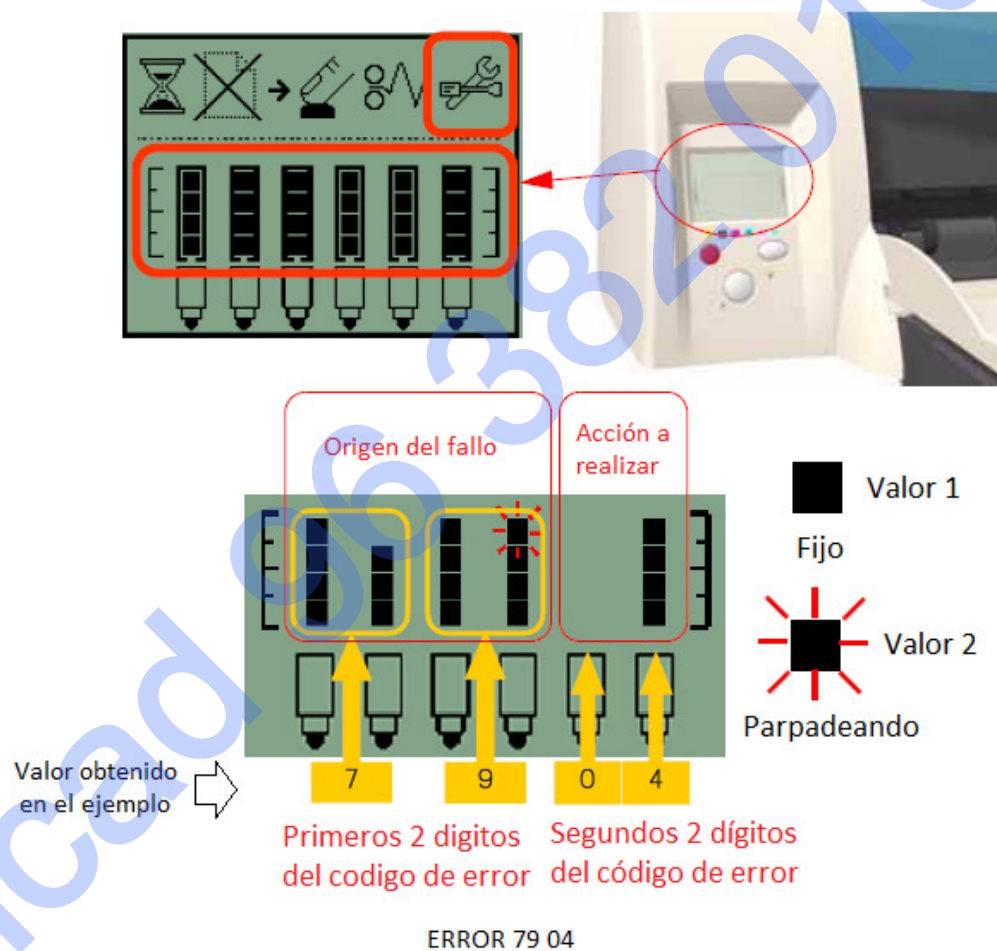 Origen del fallo
Acción a
realizar
Valor 1
Fijo
Valor 2
Parpadeando
Valor obtenido
en el ejemplo
7
9
0
4
Primeros 2 digitos
del codigo de error
Segundos 2 dígitos
del código de error
ERROR 79 04